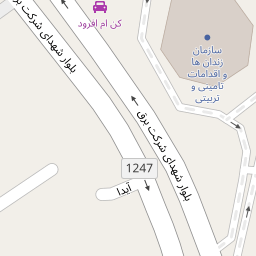 کن ام افرود
سازمان
زندان ها
و اقدامات
تامینی و
تربیتی
بلوار شهدای شرکت برق
بلوار شهدای شرکت برق
1247
آیدا